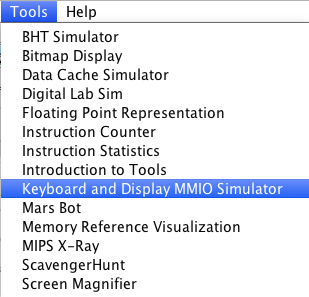 Tools Help
BHT Simulator
Bitmap Display
Data Cache Simulator
Digital Lab Sim
Floating Point Representation
Instruction Counter
Instruction Statistics
Introduction to Tools
Keyboard and Display MMIO Simulator
Mars Bot
Memory Reference Visualization
MIPS X-Ray
ScavengerHunt
Screen Magnifier